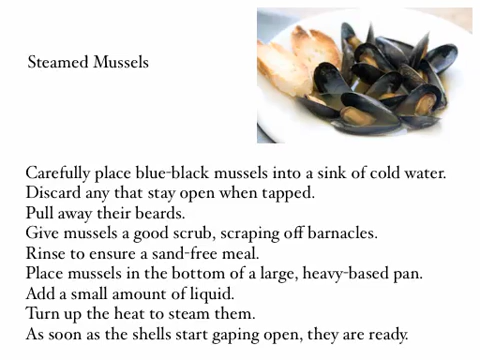 Steamed Mussels
Carefully place blue-black mussels into a sink of cold water.
Discard any that stay open when tapped.
Pull away their beards.
Give mussels a good scrub, scraping off barnacles.
Rinse to ensure a sand-free meal.
Place mussels in the bottom of a large, heavy-based pan.
Add a small amount of liquid.
Turn up the heat to steam them.
As soon as the shells start gaping open, they are ready.